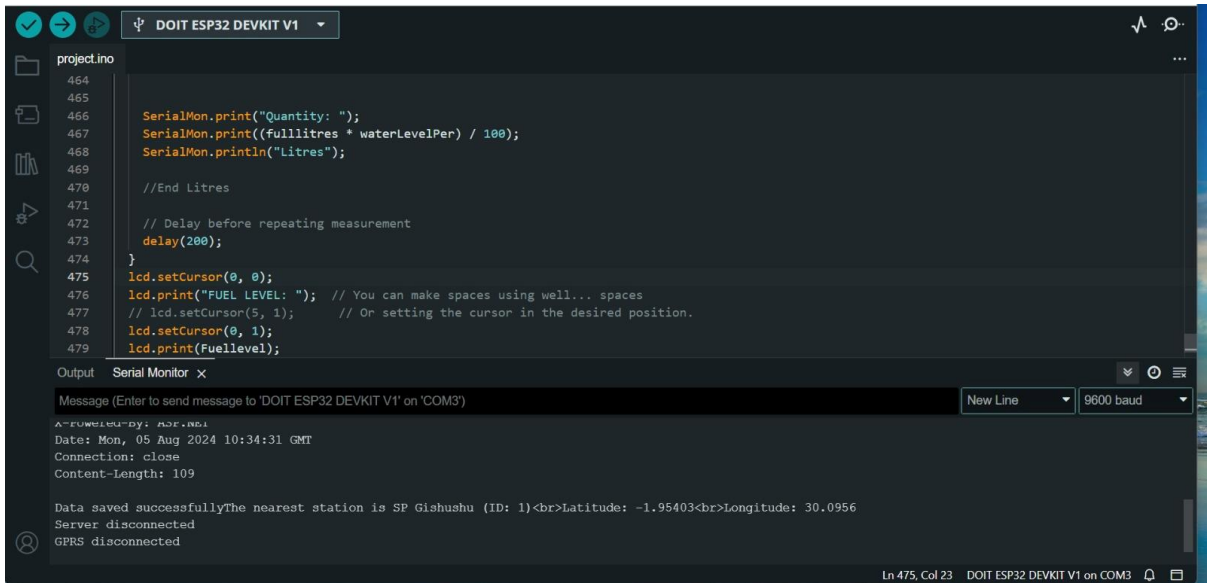 DOIT ESP32 DEVKIT V1
project.ino
464
465
466 SerialMon.print("Quantity: ");
467 SerialMon.print((fulllitres * waterLevelPer) / 100);
468 SerialMon.println("Litres");
469
470 //End Litres
471
472 // Delay before repeating measurement
473 delay(200);
474 }
475 lcd.setCursor(0, 0);
476 lcd.print("FUEL LEVEL: "); // You can make spaces using well... spaces
477 // lcd.setCursor(5, 1); // Or setting the cursor in the desired position.
478 lcd.setCursor(0, 1);
479 lcd.print(Fuellevel);
Output Serial Monitor ×
Message (Enter to send message to 'DOIT ESP32 DEVKIT V1' on 'COM3') New Line 9600 baud
X-Powered-By: ASP.NET
Date: Mon, 05 Aug 2024 10:34:31 GMT
Connection: close
Content-Length: 109
Data saved successfullyThe nearest station is SP Gishushu (ID: 1)<br>Latitude: -1.95403<br>Longitude: 30.0956
Server disconnected
GPRS disconnected
Ln 475, Col 23 DOIT ESP32 DEVKIT V1 on COM3